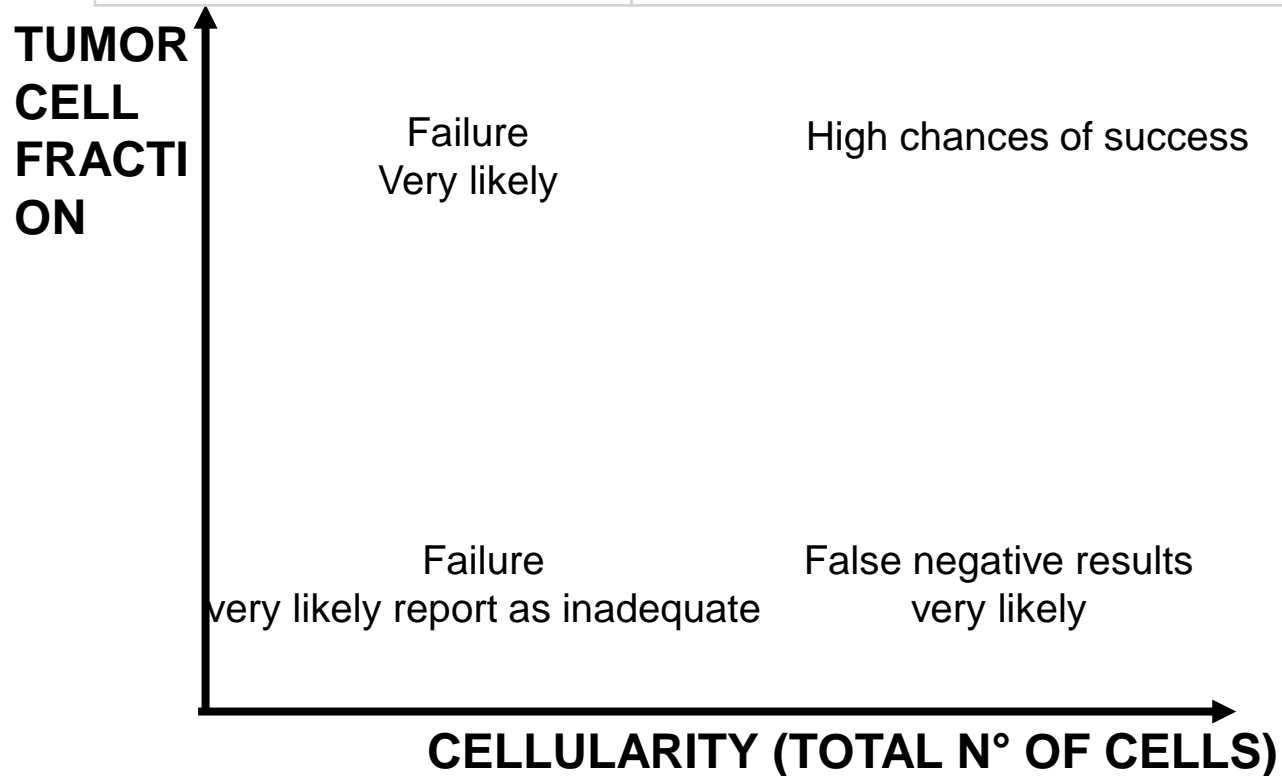 TUMOR
CELL
FRACTI
ON
Failure
Very likely
High chances of success
Failure
very likely report as inadequate
False negative results
very likely
CELLULARITY (TOTAL N° OF CELLS)